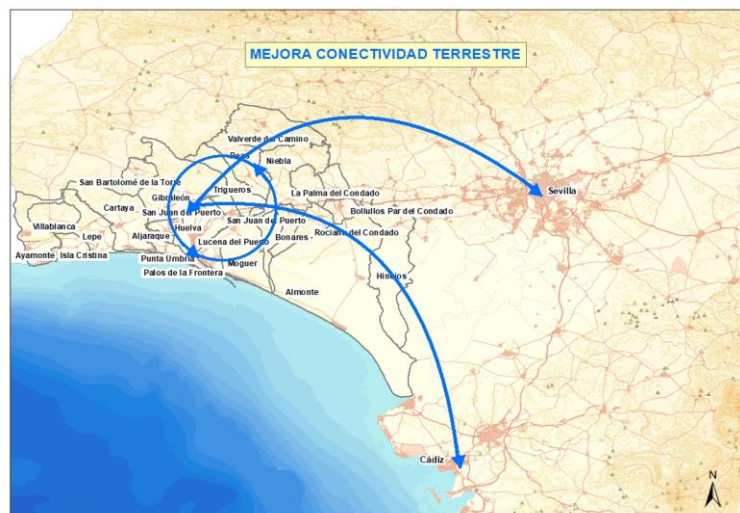 MEJORA CONECTIVIDAD TERRESTRE
Valverde del Camino
Beas
Niebla
San Bartolomé de la Torre
Trigueros
Gibraleón
La Palma del Condado
Sevilla
Cartaya
San Juan del Puerto
San Juan del Puerto
Bollullos Par del Condado
Villablanca
Huelva
Rociana del Condado
Lepe
Aljaraque
Lucena del Puerto
Bonares
Ayamonte
Isla Cristina
Punta Umbría
Moguer
Palos de la Frontera
Hinojos
Almonte
Cádiz
N